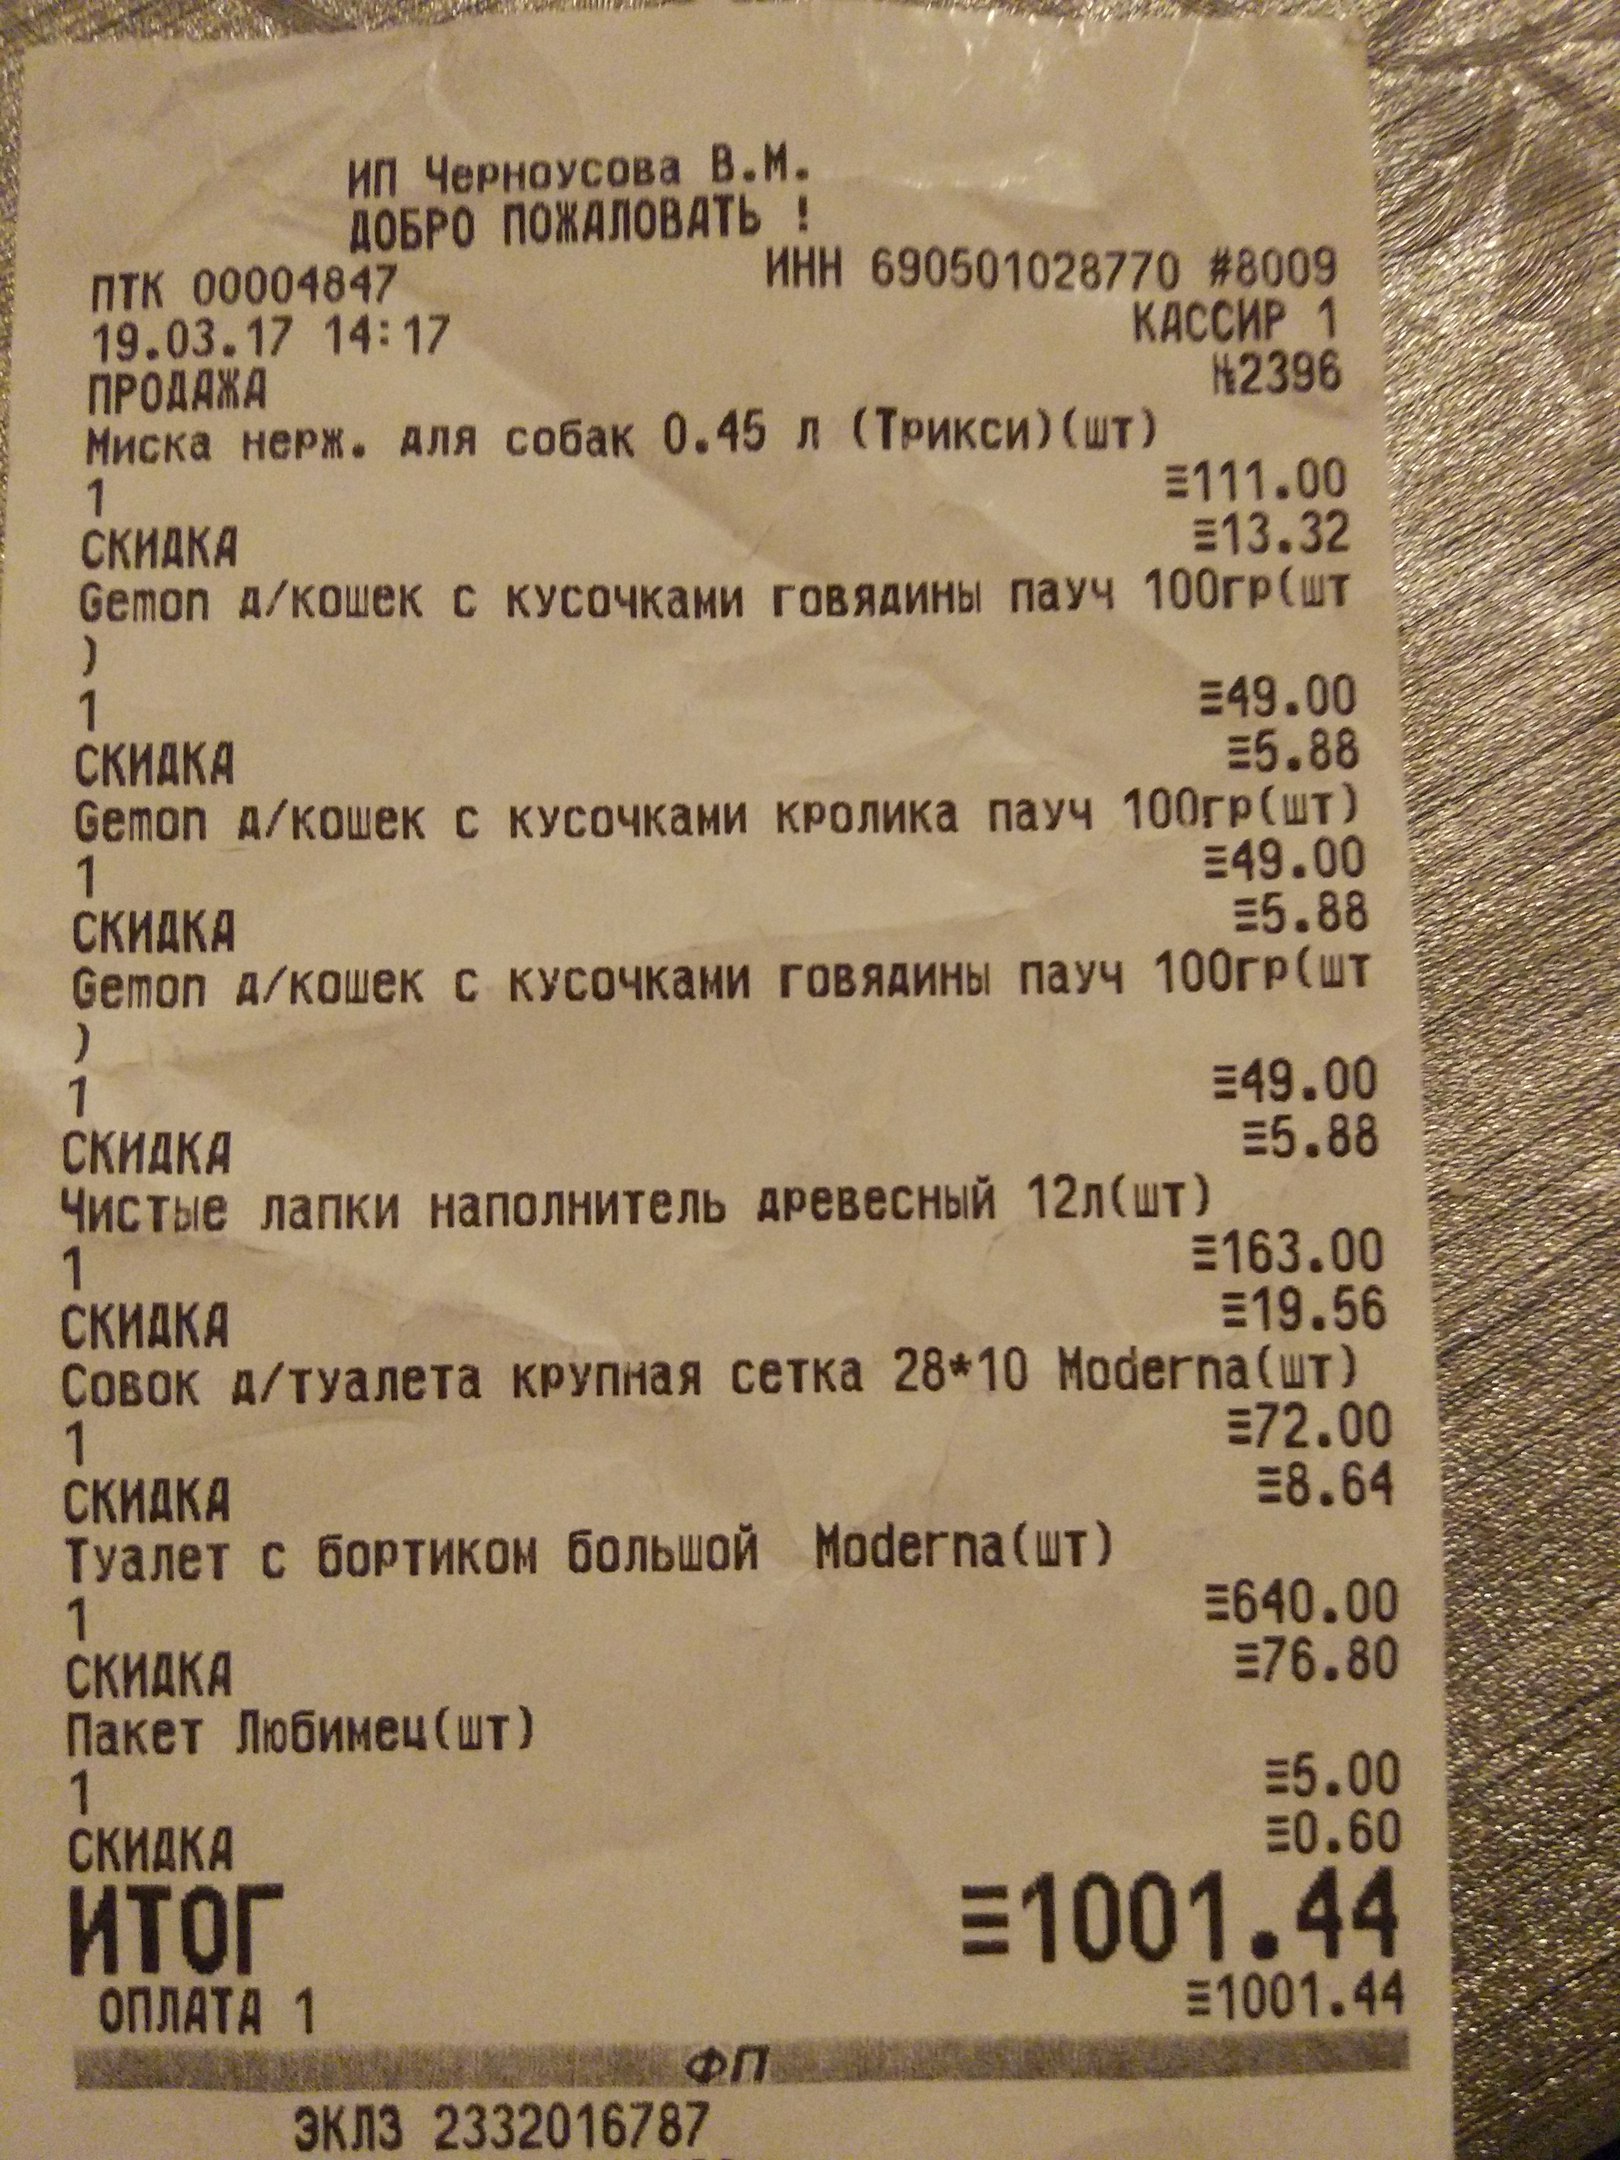 ИП Черноусова В.М.
ДОБРО ПОЖАЛОВАТЬ !
ПТК 00004847 ИНН 690501028770 #8009
19.03.17 14:17 КАССИР 1
ПРОДАЖА №2396
Миска нерж. для собак 0.45 л (Трикси)(шт)
1 ≡111.00
СКИДКА ≡13.32
Gemon д/кошек с кусочками говядины пауч 100гр(шт
)
1 ≡49.00
СКИДКА ≡5.88
Gemon д/кошек с кусочками кролика пауч 100гр(шт)
1 ≡49.00
СКИДКА ≡5.88
Gemon д/кошек с кусочками говядины пауч 100гр(шт
)
1 ≡49.00
СКИДКА ≡5.88
Чистые лапки наполнитель древесный 12л(шт)
1 ≡163.00
СКИДКА ≡19.56
Совок д/туалета крупная сетка 28*10 Moderna(шт)
1 ≡72.00
СКИДКА ≡8.64
Туалет с бортиком большой Moderna(шт)
1 ≡640.00
СКИДКА ≡76.80
Пакет Любимец(шт)
1 ≡5.00
СКИДКА ≡0.60
ИТОГ ≡1001.44
ОПЛАТА 1 ≡1001.44
ФП
ЭКЛЗ 2332016787